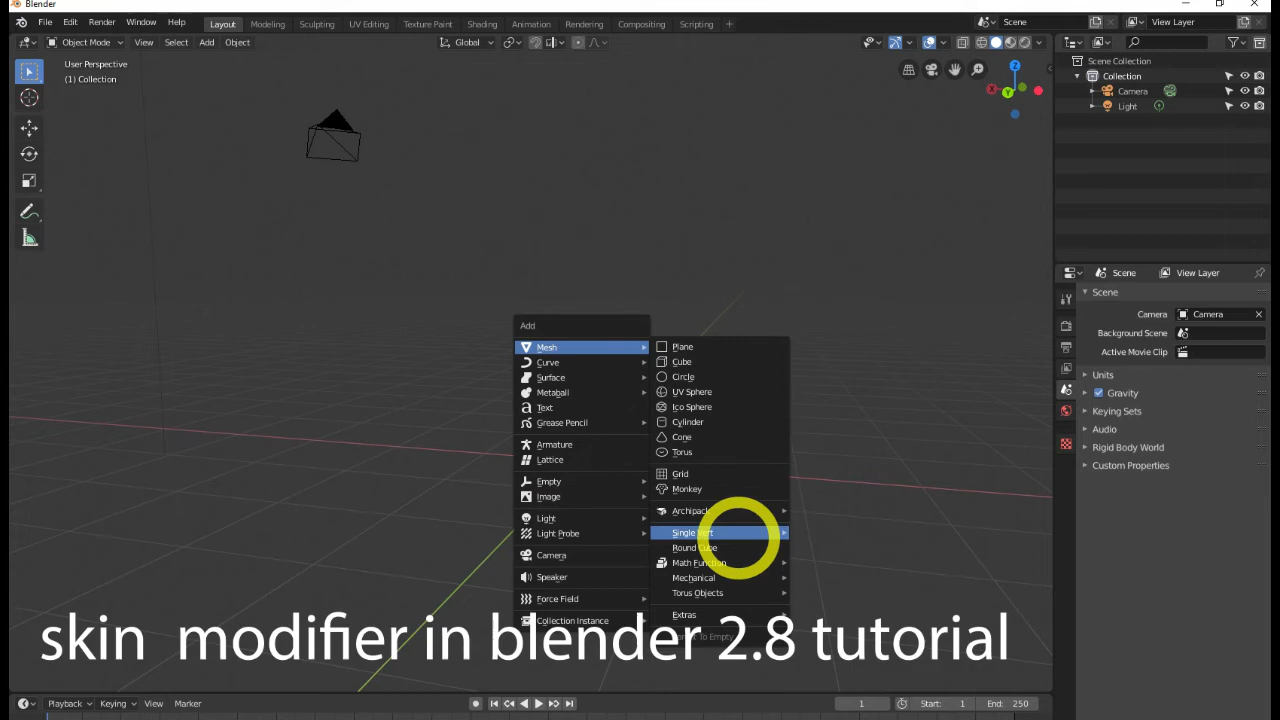 Blender
File Edit Render Window Help Layout Modeling Sculpting UV Editing Texture Paint Shading Animation Rendering Compositing Scripting + Scene View Layer
Object Mode View Select Add Object Global
User Perspective
(1) Collection
X
Y
Z
Scene Collection
Collection
Camera
Light
Scene View Layer
Scene
Camera Camera
Background Scene
Active Movie Clip
Units
Gravity
Keying Sets
Audio
Rigid Body World
Custom Properties
Add
Mesh
Curve
Surface
Metaball
Text
Grease Pencil
Armature
Lattice
Empty
Image
Light
Light Probe
Camera
Speaker
Force Field
Collection Instance
Plane
Cube
Circle
UV Sphere
Ico Sphere
Cylinder
Cone
Torus
Grid
Monkey
Archipack
Single Vert
Round Cube
Math Function
Mechanical
Torus Objects
Extras
To Empty
skin modifier in blender 2.8 tutorial
Playback Keying View Marker 1 Start: 1 End: 250